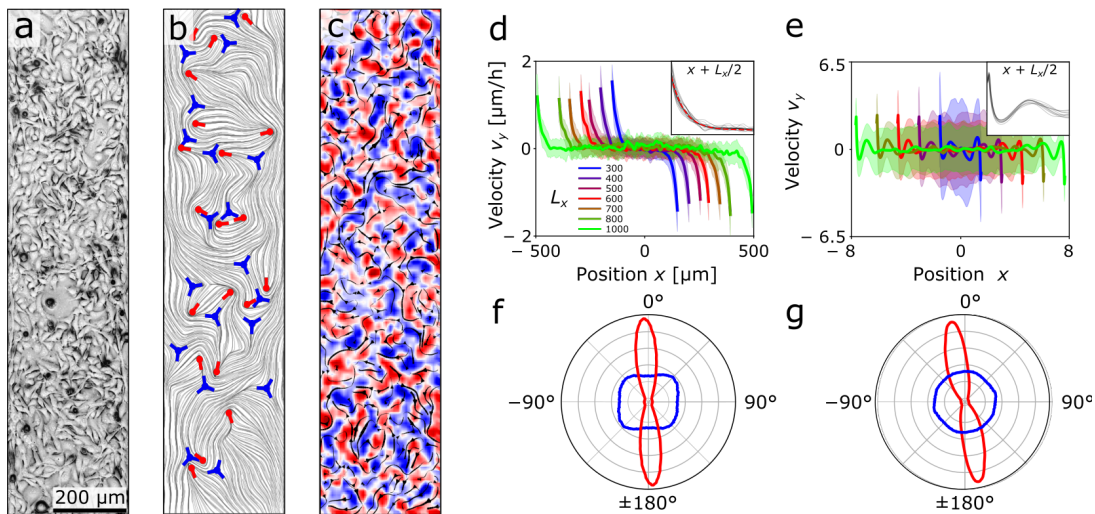 a
b
c
d
e
200 μm
Velocity vy [μm/h]
2
0
− 2
x + Lx/2
Lx
300
400
500
600
700
800
1000
− 500
0
500
Position x [μm]
Velocity vy
6.5
0
− 6.5
x + Lx/2
− 8
0
8
Position x
f
0°
−90°
90°
±180°
g
0°
−90°
90°
±180°